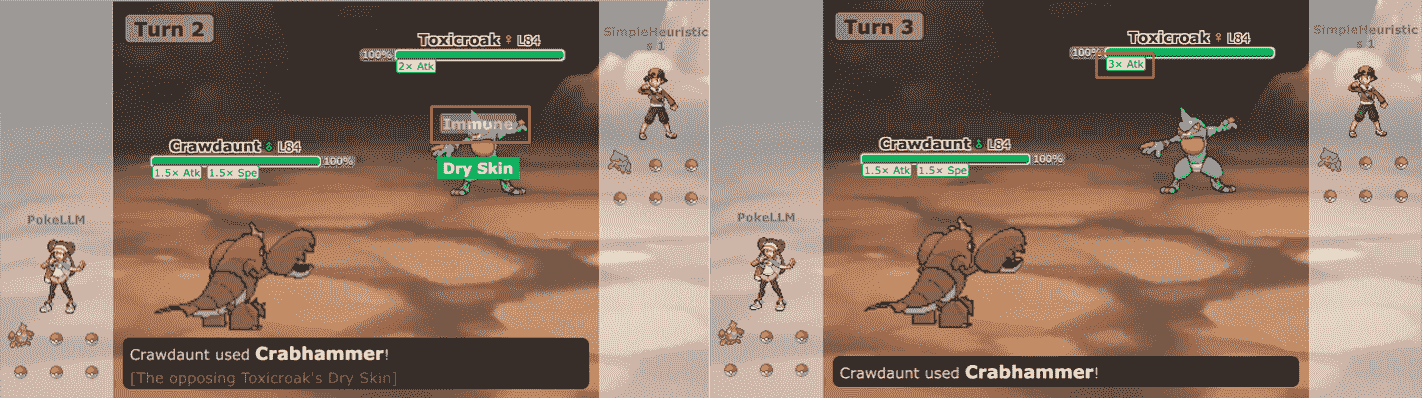 Turn 2
Toxicroak ♀ L84
100%
2× Atk
SimpleHeuristic
s 1
Immune
Dry Skin
Crawdaunt ♂ L84
100%
1.5× Atk 1.5× Spe
PokeLLM
Crawdaunt used Crabhammer!
[The opposing Toxicroak's Dry Skin]
Turn 3
Toxicroak ♀ L84
100%
3× Atk
SimpleHeuristic
s 1
Crawdaunt ♂ L84
100%
1.5× Atk 1.5× Spe
PokeLLM
Crawdaunt used Crabhammer!